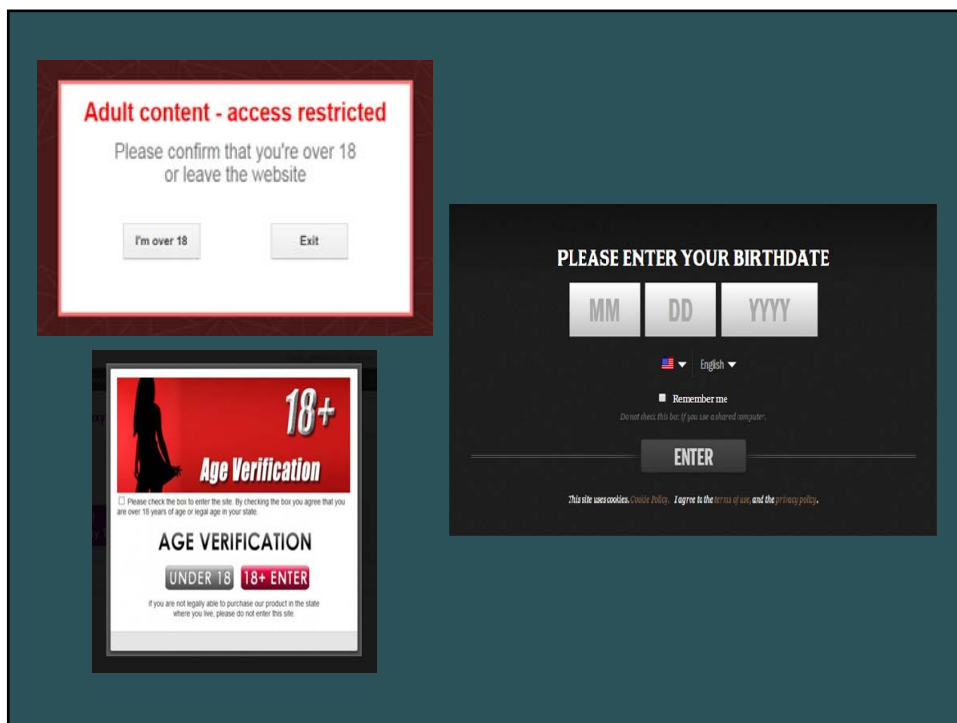 Adult content - access restricted
Please confirm that you're over 18
or leave the website
I'm over 18
Exit
18+
Age Verification
Please check the box to enter the site. By checking the box you agree that you
are over 18 years of age or legal age in your state.
AGE VERIFICATION
UNDER 18
18+ ENTER
If you are not legally able to purchase our product in the state
where you live, please do not enter this site.
PLEASE ENTER YOUR BIRTHDATE
MM
DD
YYYY
English
Remember me
Do not check this box if you use a shared computer.
ENTER
This site uses cookies. Cookie Policy. I agree to the terms of use, and the privacy policy.